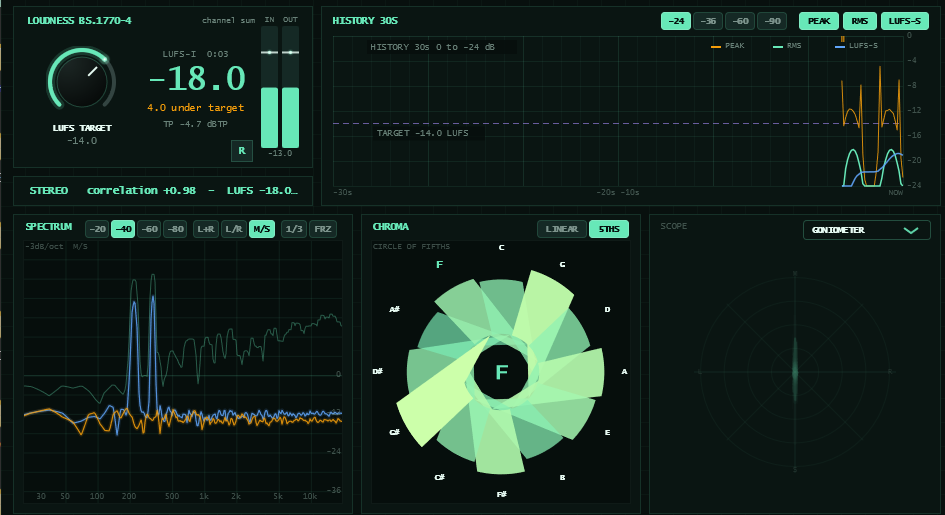 LOUDNESS BS.1770-4
channel sum IN OUT
LUFS-I 0:03
-18.0
4.0 under target
TP -4.7 dBTP
LUFS TARGET
-14.0
R
-13.0
STEREO correlation +0.98 - LUFS -18.0…
HISTORY 30S
-24 -36 -60 -90 PEAK RMS LUFS-S
HISTORY 30s 0 to -24 dB
PEAK RMS LUFS-S
0
-4
-8
-12
TARGET -14.0 LUFS
-16
-20
-24
-30s -20s -10s NOW
SPECTRUM -20 -40 -60 -80 L+R L/R M/S 1/3 FRZ
-3dB/oct M/S
0
-24
-36
30 50 100 200 500 1k 2k 5k 10k
CHROMA LINEAR 5THS
CIRCLE OF FIFTHS
C
G
D
A
E
B
F#
C#
G#
D#
A#
F
F
SCOPE
GONIOMETER